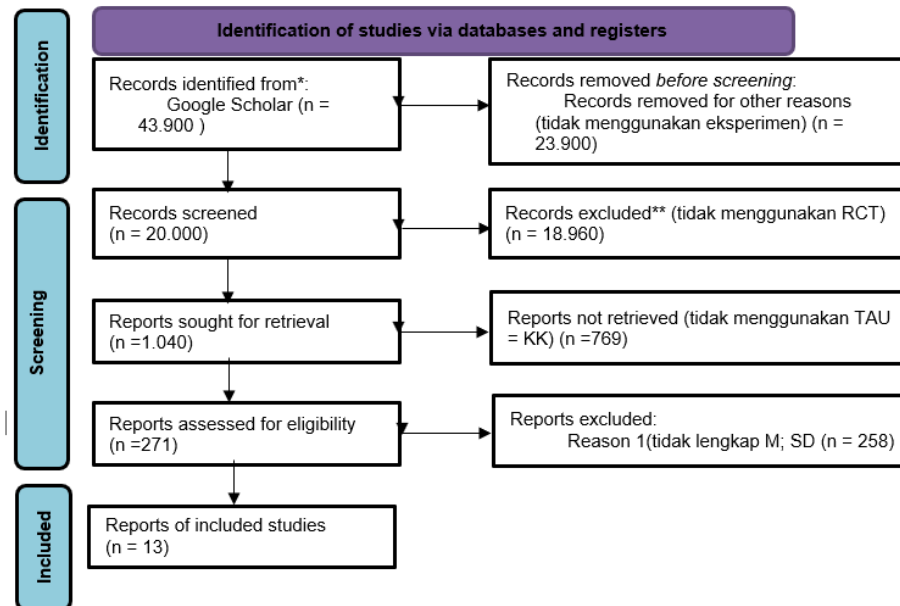 Identification of studies via databases and registers
Identification
Records identified from*:
Google Scholar (n =
43.900 )
Records removed before screening:
Records removed for other reasons
(tidak menggunakan eksperimen) (n =
23.900)
Screening
Records screened
(n = 20.000)
Records excluded** (tidak menggunakan RCT)
(n = 18.960)
Reports sought for retrieval
(n =1.040)
Reports not retrieved (tidak menggunakan TAU
= KK) (n =769)
Reports assessed for eligibility
(n =271)
Reports excluded:
Reason 1(tidak lengkap M; SD (n = 258)
Included
Reports of included studies
(n = 13)